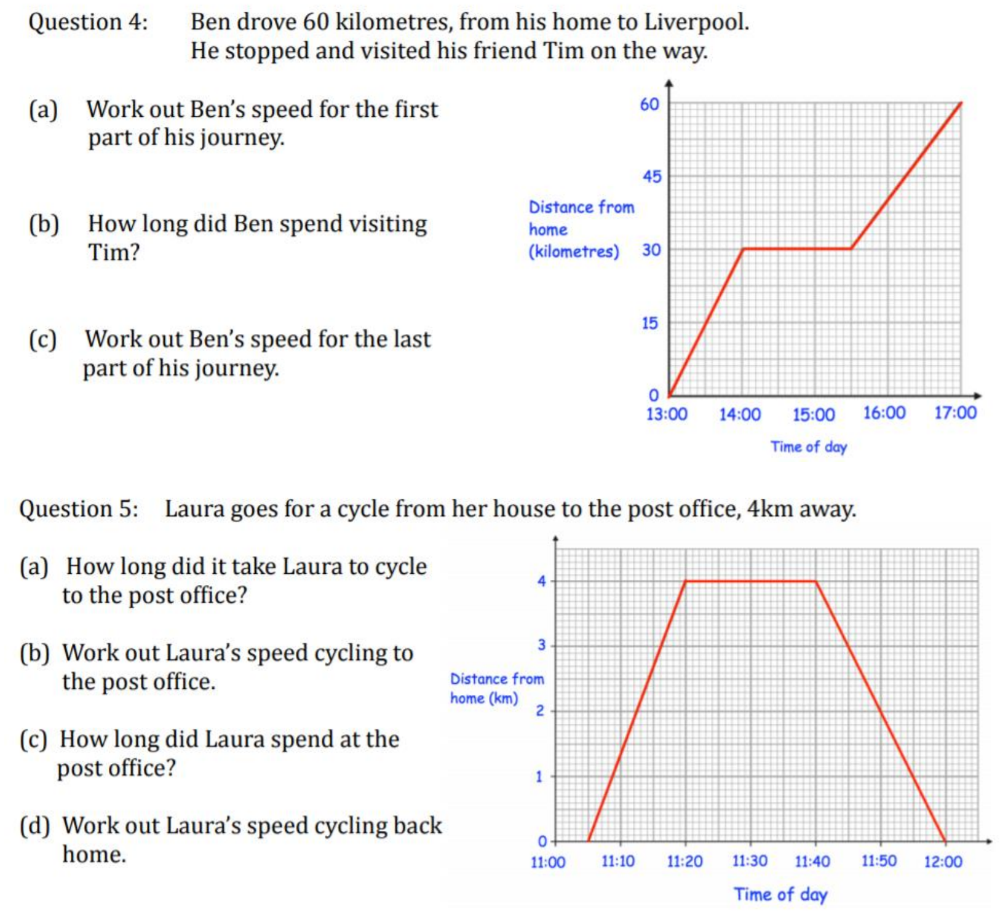 Question 4: Ben drove 60 kilometres, from his home to Liverpool.
He stopped and visited his friend Tim on the way.
(a) Work out Ben's speed for the first
part of his journey.
(b) How long did Ben spend visiting
Tim?
(c) Work out Ben's speed for the last
part of his journey.
60
45
Distance from
home
(kilometres)
30
15
0
13:00 14:00 15:00 16:00 17:00
Time of day
Question 5: Laura goes for a cycle from her house to the post office, 4km away.
(a) How long did it take Laura to cycle
to the post office?
(b) Work out Laura's speed cycling to
the post office.
(c) How long did Laura spend at the
post office?
(d) Work out Laura's speed cycling back
home.
4
3
Distance from
home (km)
2
1
0
11:00 11:10 11:20 11:30 11:40 11:50 12:00
Time of day